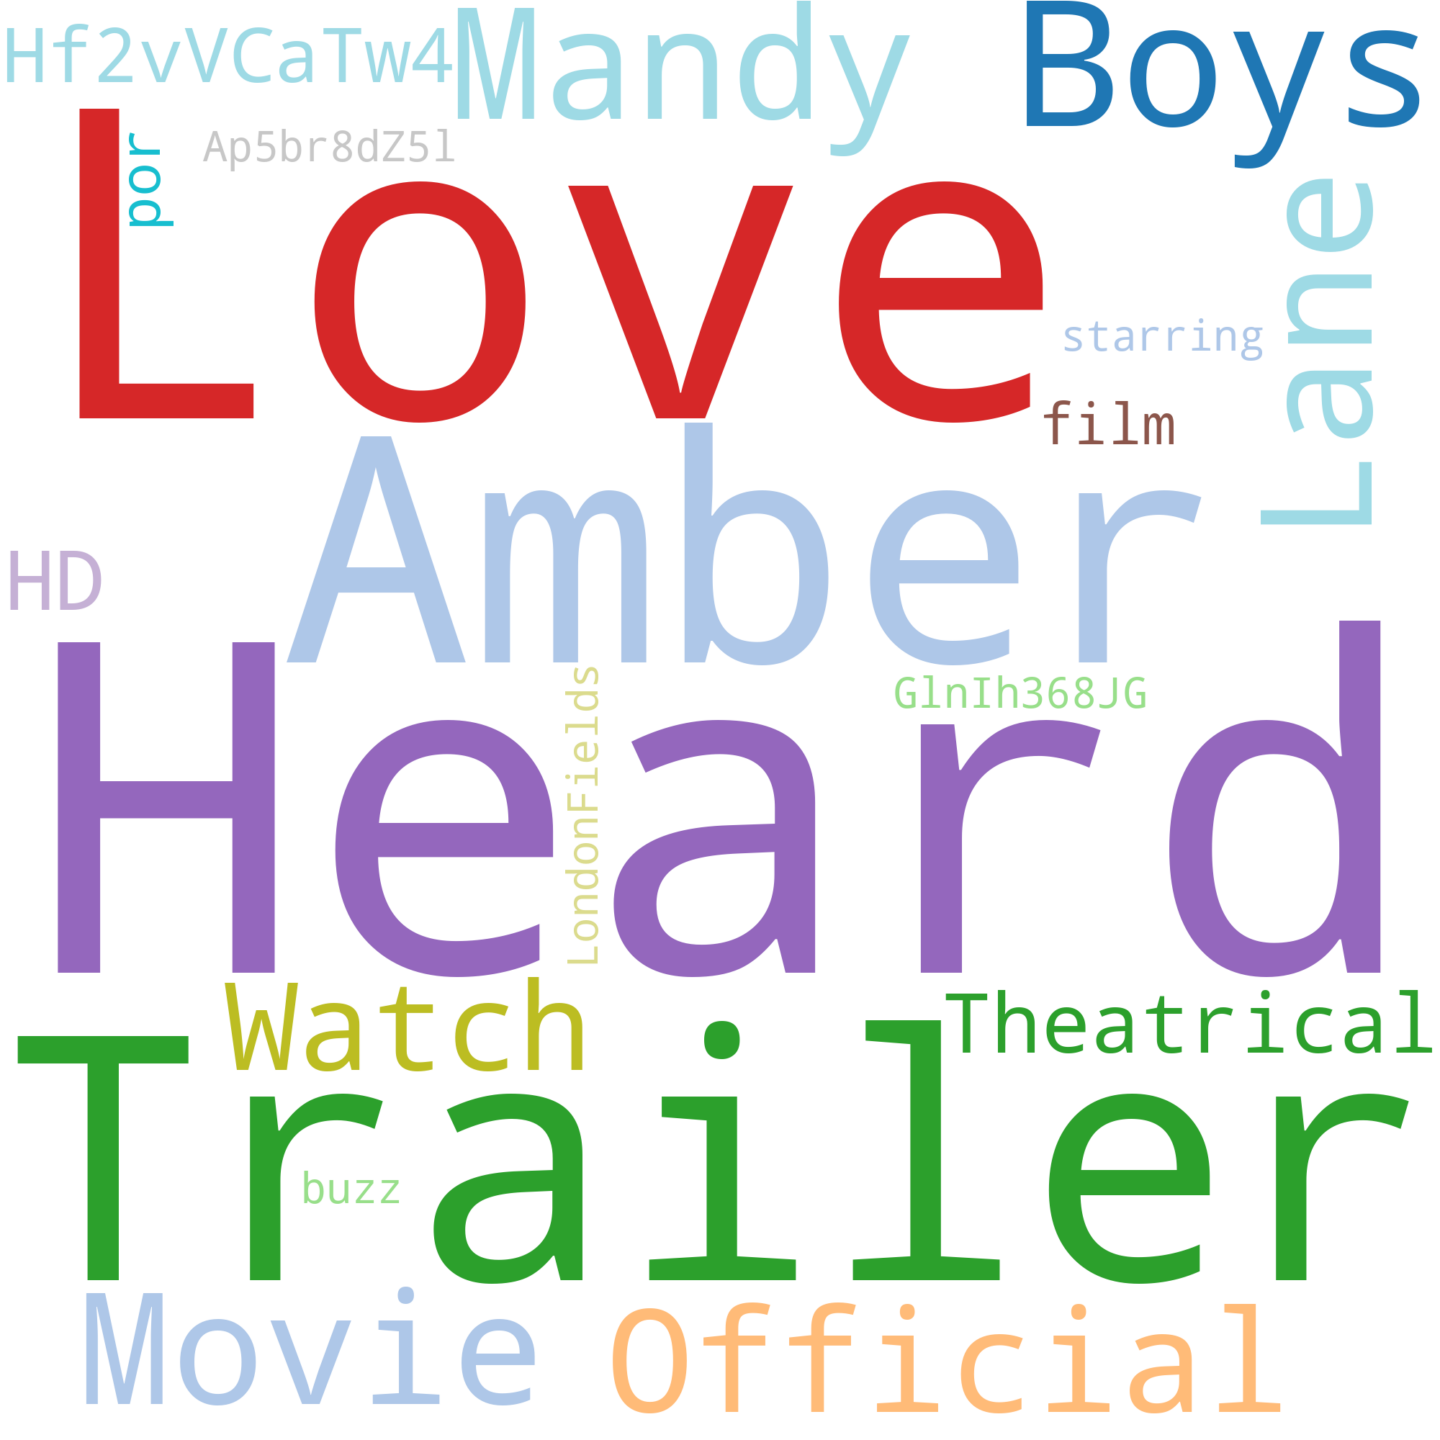 Hf2vVCaTw4
Mandy
Boys
por
Ap5br8dZ5l
Love
Lane
starring
film
Amber
HD
Heard
LondonFields
GlnIh368JG
Watch
Theatrical
Trailer
buzz
Movie
Official